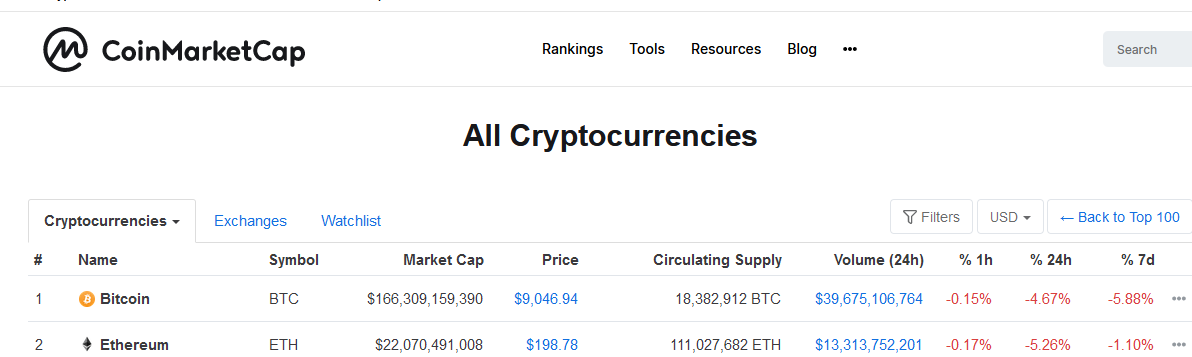 CoinMarketCap Rankings Tools Resources Blog ••• Search
All Cryptocurrencies
Cryptocurrencies Exchanges Watchlist Filters USD ← Back to Top 100
# Name Symbol Market Cap Price Circulating Supply Volume (24h) % 1h % 24h % 7d
1 Bitcoin BTC $166,309,159,390 $9,046.94 18,382,912 BTC $39,675,106,764 -0.15% -4.67% -5.88% •••
2 Ethereum ETH $22,070,491,008 $198.78 111,027,682 ETH $13,313,752,201 -0.17% -5.26% -1.10% •••